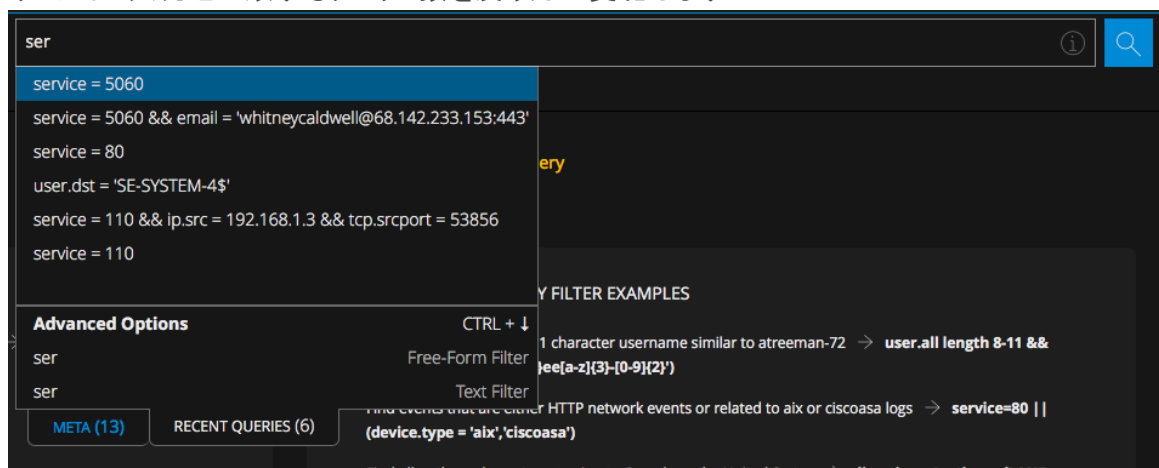 ser
service = 5060
service = 5060 && email = 'whitneycaldwell@68.142.233.153:443'
service = 80
ery
user.dst = 'SE-SYSTEM-4$'
service = 110 && ip.src = 192.168.1.3 && tcp.srcport = 53856
service = 110
Y FILTER EXAMPLES
Advanced Options CTRL + ↓
1 character username similar to atreeman-72 → user.all length 8-11 &&
ser Free-Form Filter
}ee[a-z]{3}-[0-9]{2}')
ser Text Filter
Find events that are either HTTP network events or related to aix or ciscoasa logs → service=80 ||
(device.type = 'aix','ciscoasa')
META (13) RECENT QUERIES (6)